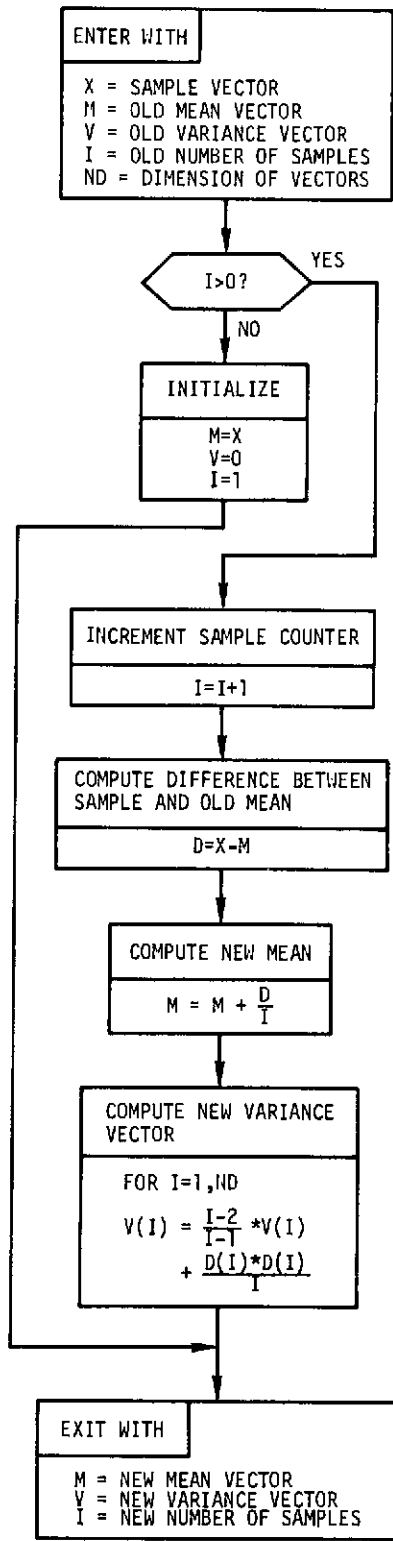 ENTER WITH
X = SAMPLE VECTOR
M = OLD MEAN VECTOR
V = OLD VARIANCE VECTOR
I = OLD NUMBER OF SAMPLES
ND = DIMENSION OF VECTORS
I>0?
YES
NO
INITIALIZE
M=X
V=0
I=1
INCREMENT SAMPLE COUNTER
I=I+1
COMPUTE DIFFERENCE BETWEEN
SAMPLE AND OLD MEAN
D=X-M
COMPUTE NEW MEAN
M = M + D/I
COMPUTE NEW VARIANCE
VECTOR
FOR I=1,ND
V(I) = I-2/I-1 *V(I)
+ D(I)*D(I)/I
EXIT WITH
M = NEW MEAN VECTOR
V = NEW VARIANCE VECTOR
I = NEW NUMBER OF SAMPLES